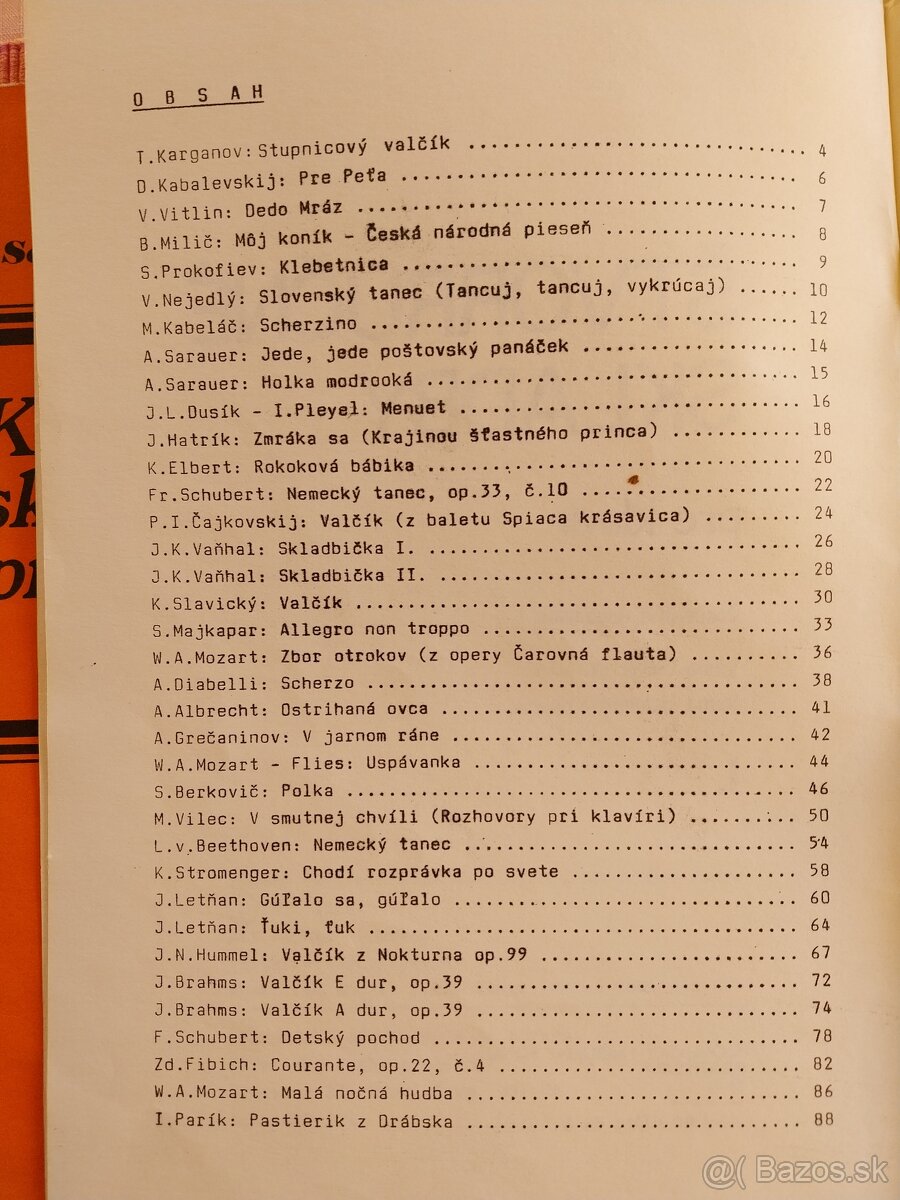 O B S A H
T.Karganov: Stupnicový valčík ................................ 4
D.Kabalevskij: Pre Peťa ...................................... 6
V.Vitlin: Dedo Mráz .......................................... 7
B.Milič: Môj koník - Česká národná pieseň .................... 8
S.Prokofiev: Klebetnica ...................................... 9
V.Nejedlý: Slovenský tanec (Tancuj, tancuj, vykrúcaj) ...... 10
M.Kabeláč: Scherzino ......................................... 12
A.Sarauer: Jede, jede poštovský panáček ..................... 14
A.Sarauer: Holka modrooká .................................... 15
J.L.Dusík - I.Pleyel: Menuet ................................. 16
J.Hatrík: Zmráka sa (Krajinou šťastného princa) ............ 18
K.Elbert: Rokoková bábika .................................... 20
Fr.Schubert: Nemecký tanec, op.33, č.10 ..................... 22
P.I.Čajkovskij: Valčík (z baletu Spiaca krásavica) ......... 24
J.K.Vaňhal: Skladbička I. .................................... 26
J.K.Vaňhal: Skladbička II. ................................... 28
K.Slavický: Valčík ........................................... 30
S.Majkapar: Allegro non troppo ............................... 33
W.A.Mozart: Zbor otrokov (z opery Čarovná flauta) .......... 36
A.Diabelli: Scherzo .......................................... 38
A.Albrecht: Ostrihaná ovca ................................... 41
A.Grečaninov: V jarnom ráne .................................. 42
W.A.Mozart - Flies: Uspávanka ................................ 44
S.Berkovič: Polka ............................................ 46
M.Vilec: V smutnej chvíli (Rozhovory pri klavíri) .......... 50
L.v.Beethoven: Nemecký tanec ................................. 54
K.Stromenger: Chodí rozprávka po svete ...................... 58
J.Letňan: Gúľalo sa, gúľalo .................................. 60
J.Letňan: Ťuki, ťuk .......................................... 64
J.N.Hummel: Valčík z Nokturna op.99 ......................... 67
J.Brahms: Valčík E dur, op.39 ................................ 72
J.Brahms: Valčík A dur, op.39 ................................ 74
F.Schubert: Detský pochod .................................... 78
Zd.Fibich: Courante, op.22, č.4 .............................. 82
W.A.Mozart: Malá nočná hudba ................................. 86
I.Parík: Pastierik z Drábska ................................. 88
@( Bazos.sk